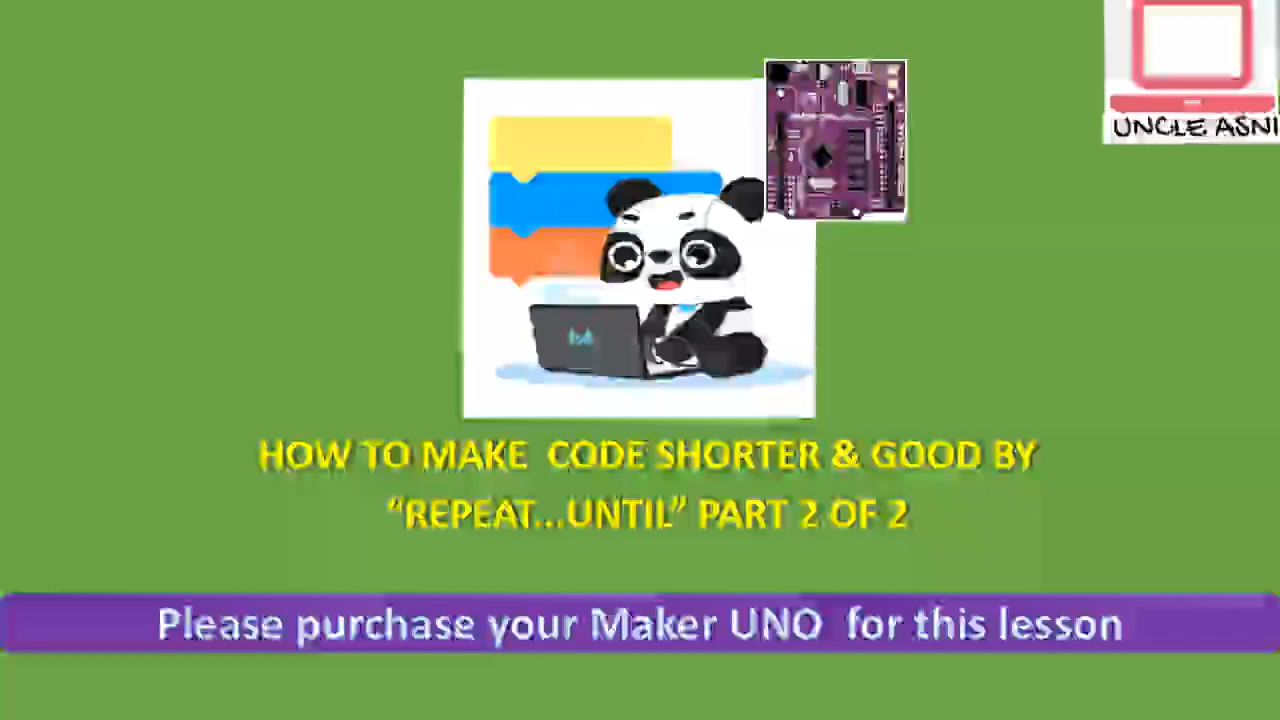 UNCLE ASNI
HOW TO MAKE CODE SHORTER & GOOD BY
“REPEAT...UNTIL” PART 2 OF 2
Please purchase your Maker UNO for this lesson